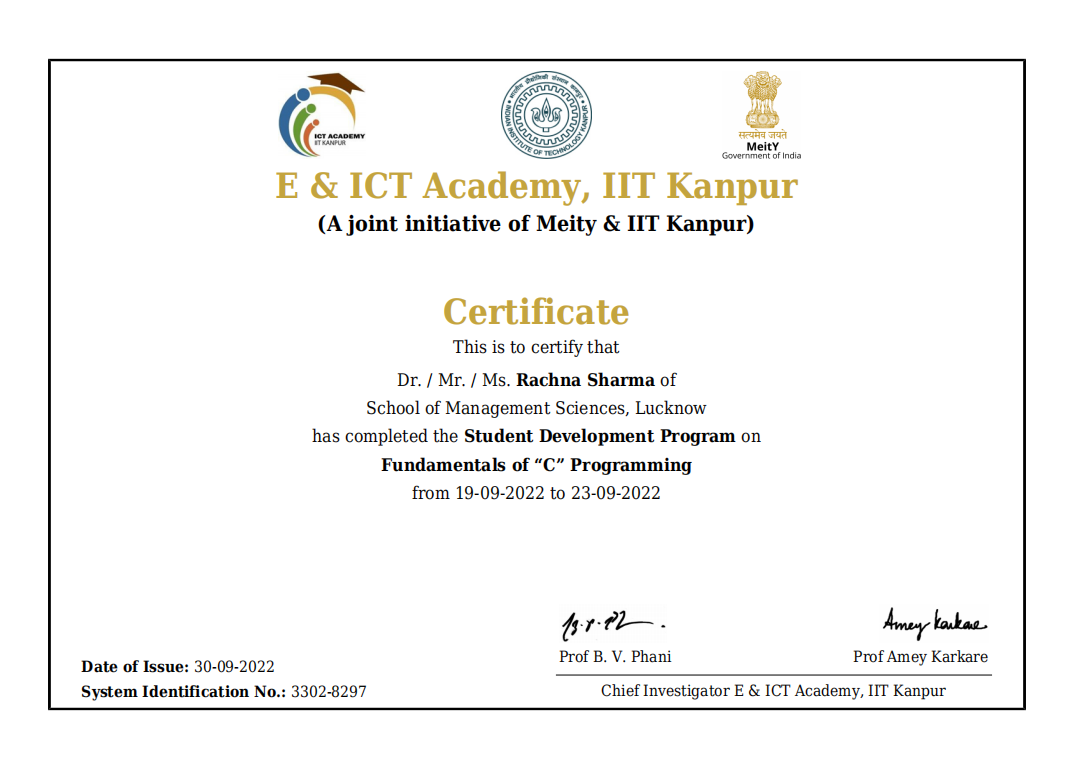 ICT ACADEMY
IIT KANPUR
भारतीय प्रौद्योगिकी संस्थान कानपुर
INDIAN INSTITUTE OF TECHNOLOGY KANPUR
सत्यमेव जयते
MeitY
Government of India
E & ICT Academy, IIT Kanpur
(A joint initiative of Meity & IIT Kanpur)
Certificate
This is to certify that
Dr. / Mr. / Ms. Rachna Sharma of
School of Management Sciences, Lucknow
has completed the Student Development Program on
Fundamentals of “C” Programming
from 19-09-2022 to 23-09-2022
Amey Karkare
Prof B. V. Phani
Prof Amey Karkare
Date of Issue: 30-09-2022
System Identification No.: 3302-8297
Chief Investigator E & ICT Academy, IIT Kanpur